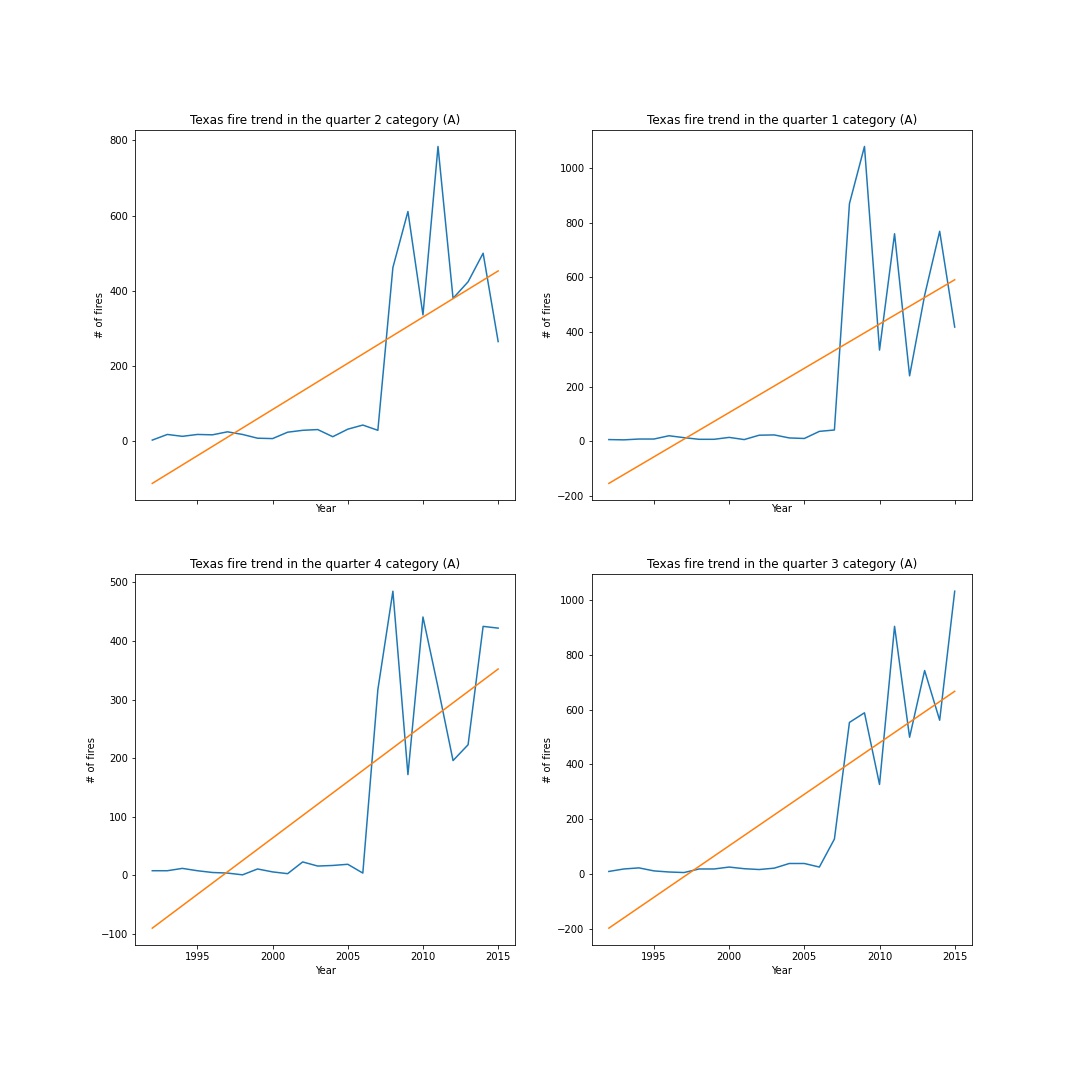 Texas fire trend in the quarter 2 category (A)
800
600
400
200
0
# of fires
Year
Texas fire trend in the quarter 1 category (A)
1000
800
600
400
200
0
−200
# of fires
Year
Texas fire trend in the quarter 4 category (A)
500
400
300
200
100
0
−100
# of fires
1995 2000 2005 2010 2015
Year
Texas fire trend in the quarter 3 category (A)
1000
800
600
400
200
0
−200
# of fires
1995 2000 2005 2010 2015
Year